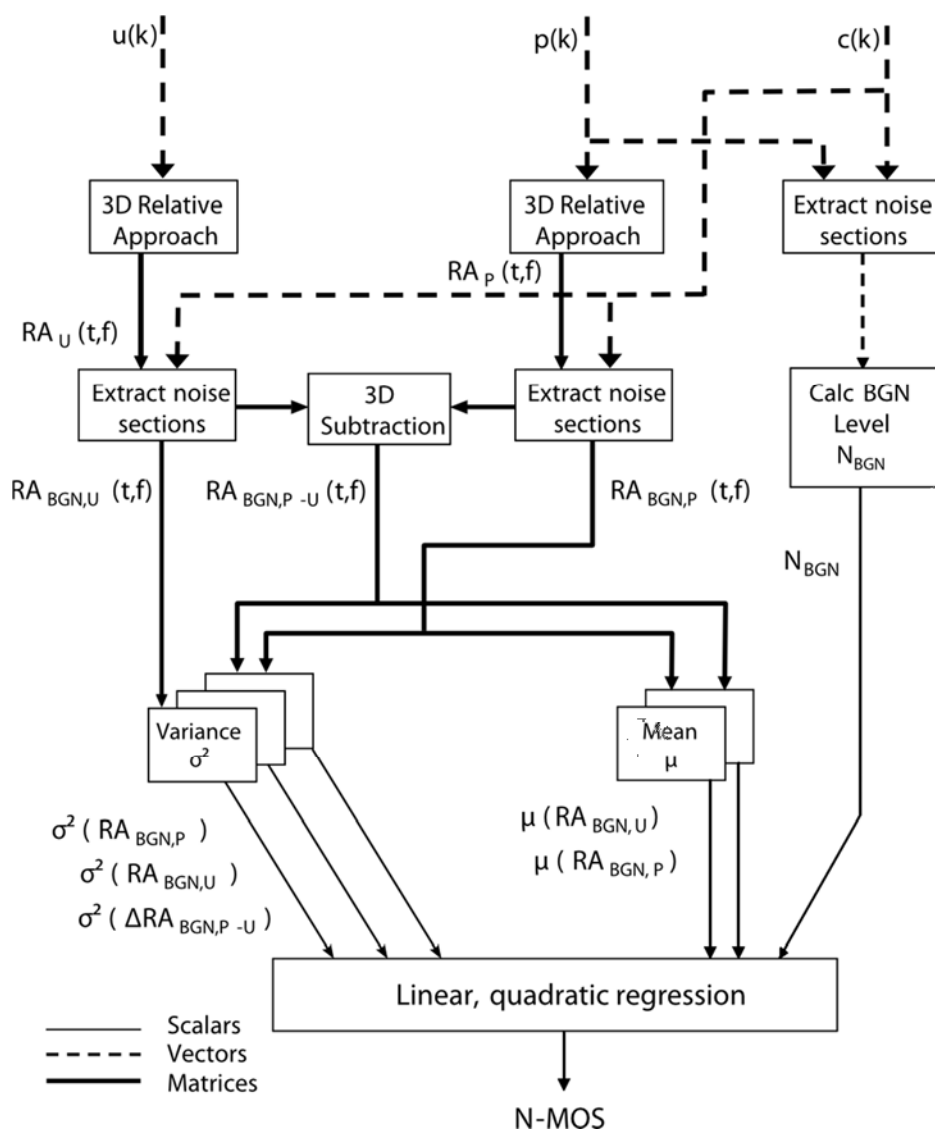 u(k)
p(k)
c(k)
3D Relative
Approach
3D Relative
Approach
Extract noise
sections
RA P (t,f)
RA U (t,f)
Extract noise
sections
3D
Subtraction
Extract noise
sections
Calc BGN
Level
NBGN
RA BGN,U (t,f)
RA BGN,P -U (t,f)
RA BGN,P (t,f)
NBGN
Variance
σ²
Mean
μ
σ² ( RA BGN,P )
σ² ( RA BGN,U )
σ² ( ΔRA BGN,P -U )
μ ( RA BGN,U )
μ ( RA BGN, P )
Linear, quadratic regression
Scalars
Vectors
Matrices
N-MOS